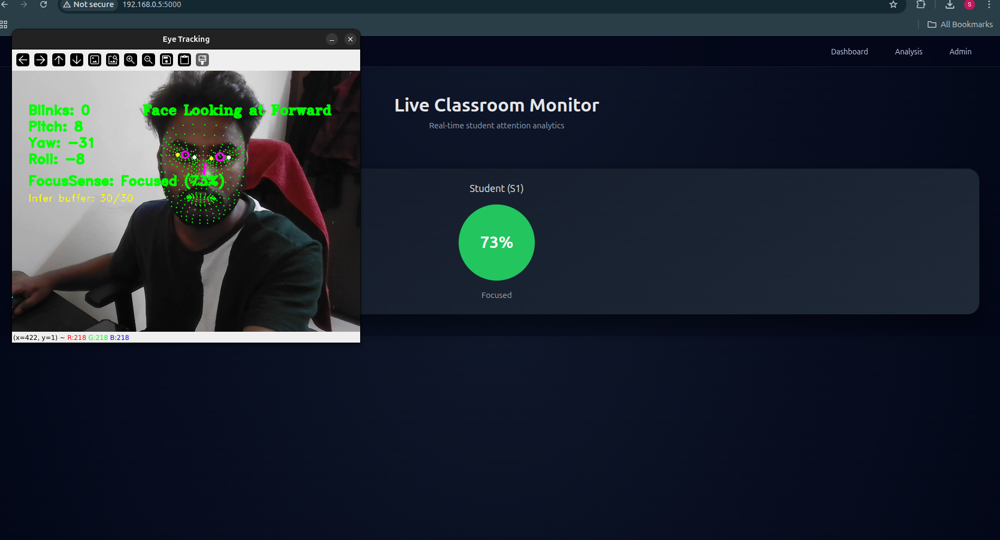 Not secure 192.168.0.5:5000
S
All Bookmarks
Eye Tracking
Dashboard Analysis Admin
Blinks: 0
Face Looking at Forward
Pitch: 8
Yaw: -31
Roll: -8
FocusSense: Focused (73%)
Infer buffer: 30/30
(x=422, y=1) ~ R:218 G:218 B:218
Live Classroom Monitor
Real-time student attention analytics
Student (S1)
73%
Focused